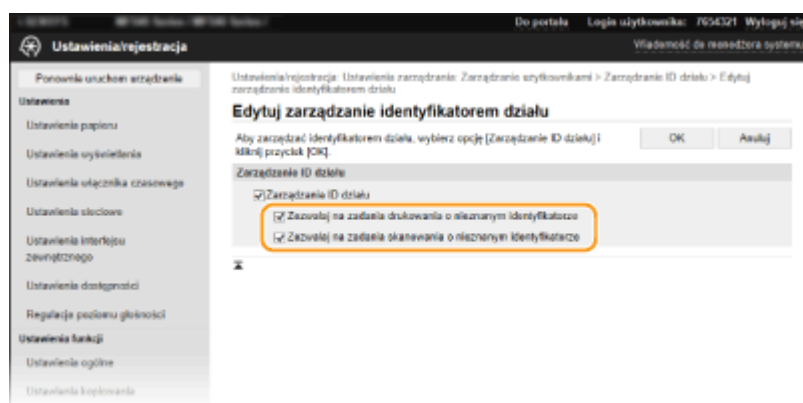 Do portalu Login użytkownika: 7654321 Wyloguj się
Ustawienia/rejestracja
Wiadomość do menedżera systemu
Ponownie uruchom urządzenie
Ustawienia/rejestracja: Ustawienia zarządzania: Zarządzanie użytkownikami > Zarządzanie ID działu > Edytuj
zarządzanie identyfikatorem działu
Ustawienia
Edytuj zarządzanie identyfikatorem działu
Ustawienia papieru
Aby zarządzać identyfikatorem działu, wybierz opcję [Zarządzanie ID działu] i
kliknij przycisk [OK].
OK
Anuluj
Ustawienia wyświetlania
Zarządzanie ID działu
Ustawienia włącznika czasowego
Zarządzanie ID działu
Ustawienia sieciowe
Zezwalaj na zadania drukowania o nieznanym identyfikatorze
Zezwalaj na zadania skanowania o nieznanym identyfikatorze
Ustawienia interfejsu
zewnętrznego
Ustawienia dostępności
Regulacja poziomu głośności
Ustawienia funkcji
Ustawienia ogólne
Ustawienia kopiowania